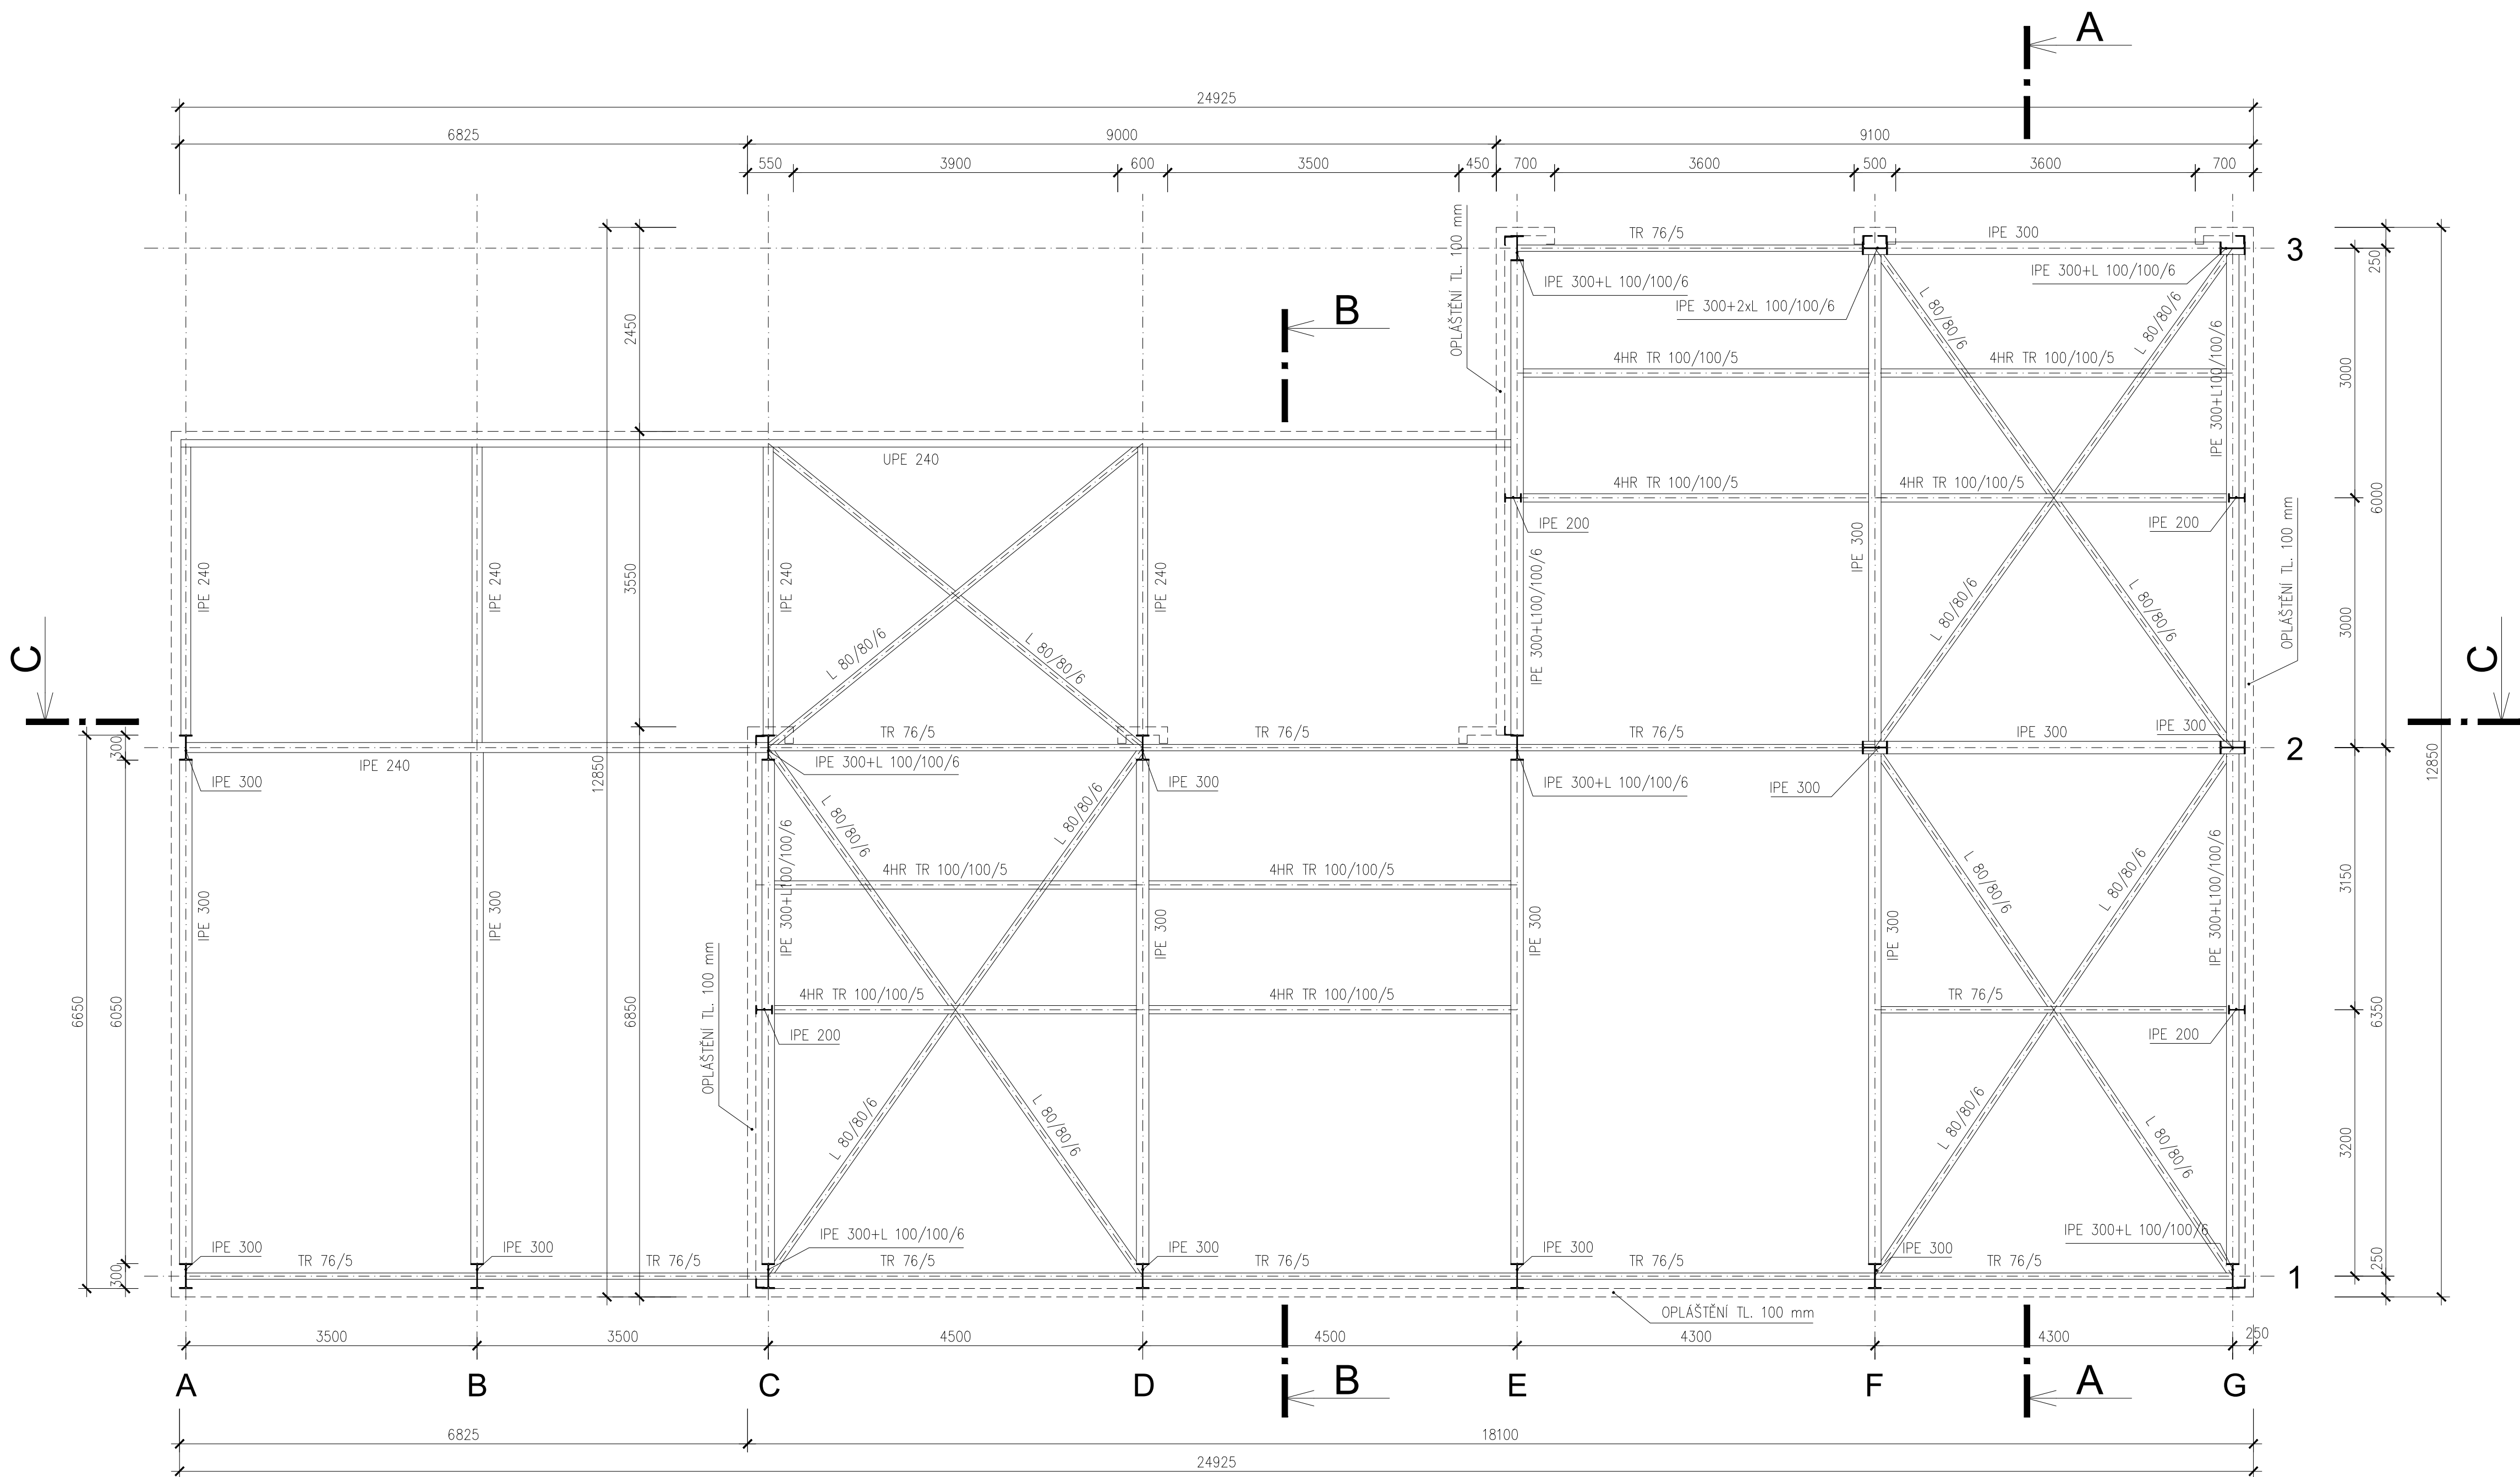 A
24925
6825
9000
9100
550
3900
600
3500
450
700
3600
500
3600
700
OPLÁŠTĚNÍ TL. 100 mm
TR 76/5
IPE 300
3
250
IPE 300+L 100/100/6
IPE 300+L 100/100/6
IPE 300+2xL 100/100/6
B
2450
L 80/80/6
L 80/80/6
IPE 300+L100/100/6
4HR TR 100/100/5
4HR TR 100/100/5
3000
UPE 240
4HR TR 100/100/5
4HR TR 100/100/5
6000
IPE 200
IPE 200
IPE 300
OPLÁŠTĚNÍ TL. 100 mm
IPE 240
IPE 240
IPE 240
IPE 240
3550
IPE 300+L100/100/6
L 80/80/6
L 80/80/6
3000
C
L 80/80/6
L 80/80/6
C
300
TR 76/5
TR 76/5
TR 76/5
IPE 300
IPE 300
2
IPE 240
IPE 300+L 100/100/6
12850
12850
IPE 300
IPE 300
IPE 300+L 100/100/6
IPE 300
L 80/80/6
L 80/80/6
L 80/80/6
L 80/80/6
4HR TR 100/100/5
4HR TR 100/100/5
3150
IPE 300
IPE 300
IPE 300+L100/100/6
IPE 300
IPE 300
IPE 300
IPE 300+L100/100/6
OPLÁŠTĚNÍ TL. 100 mm
4HR TR 100/100/5
4HR TR 100/100/5
TR 76/5
6650
6050
6850
6350
IPE 200
IPE 200
L 80/80/6
L 80/80/6
L 80/80/6
L 80/80/6
3200
IPE 300+L 100/100/6
IPE 300+L 100/100/6
IPE 300
IPE 300
IPE 300
IPE 300
IPE 300
300
TR 76/5
TR 76/5
TR 76/5
TR 76/5
TR 76/5
TR 76/5
250
1
OPLÁŠTĚNÍ TL. 100 mm
3500
3500
4500
4500
4300
4300
250
A
B
C
D
B
E
F
A
G
6825
18100
24925